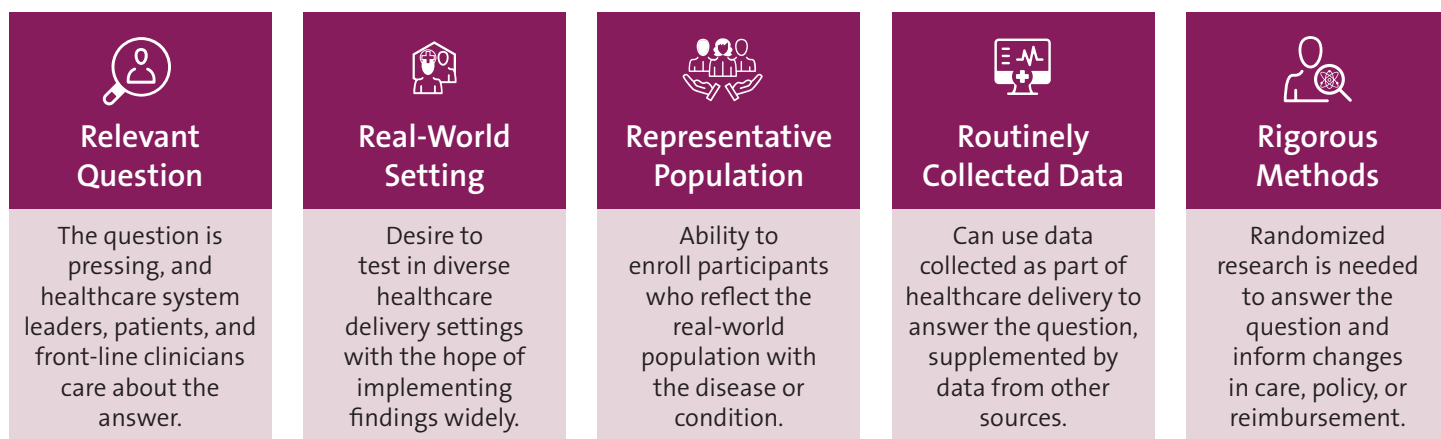 Relevant
Question
The question is
pressing, and
healthcare system
leaders, patients, and
front-line clinicians
care about the
answer.
Real-World
Setting
Desire to
test in diverse
healthcare
delivery settings
with the hope of
implementing
findings widely.
Representative
Population
Ability to
enroll participants
who reflect the
real-world
population with
the disease or
condition.
Routinely
Collected Data
Can use data
collected as part of
healthcare delivery to
answer the question,
supplemented by
data from other
sources.
Rigorous
Methods
Randomized
research is needed
to answer the
question and
inform changes
in care, policy, or
reimbursement.